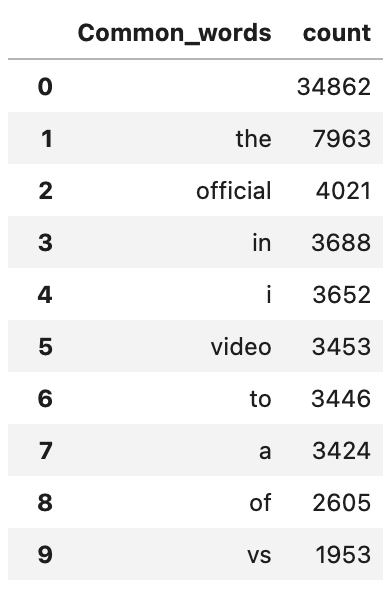 Common_words count
0 34862
1 the 7963
2 official 4021
3 in 3688
4 i 3652
5 video 3453
6 to 3446
7 a 3424
8 of 2605
9 vs 1953